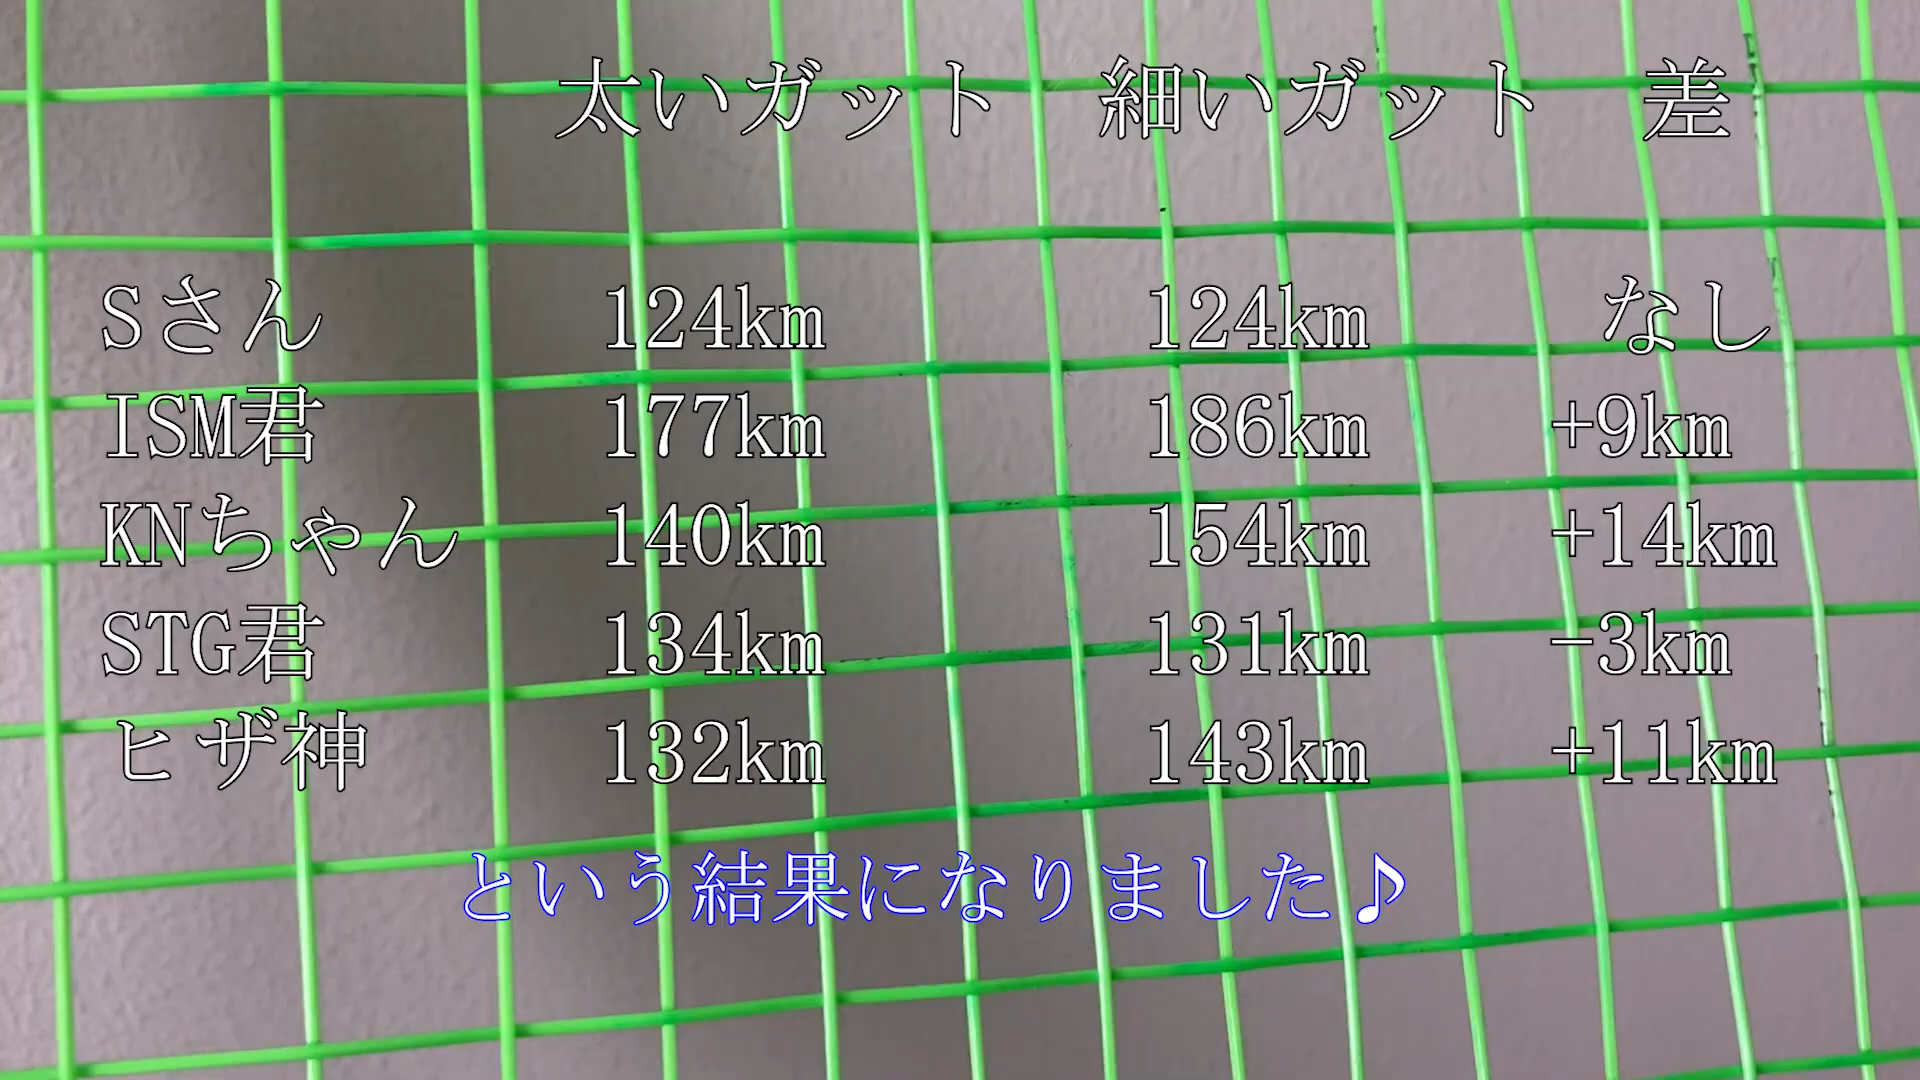 太いガット 細いガット 差
Sさん 124km 124km なし
ISM君 177km 186km +9km
KNちゃん 140km 154km +14km
STG君 134km 131km -3km
ヒザ神 132km 143km +11km
という結果になりました♪